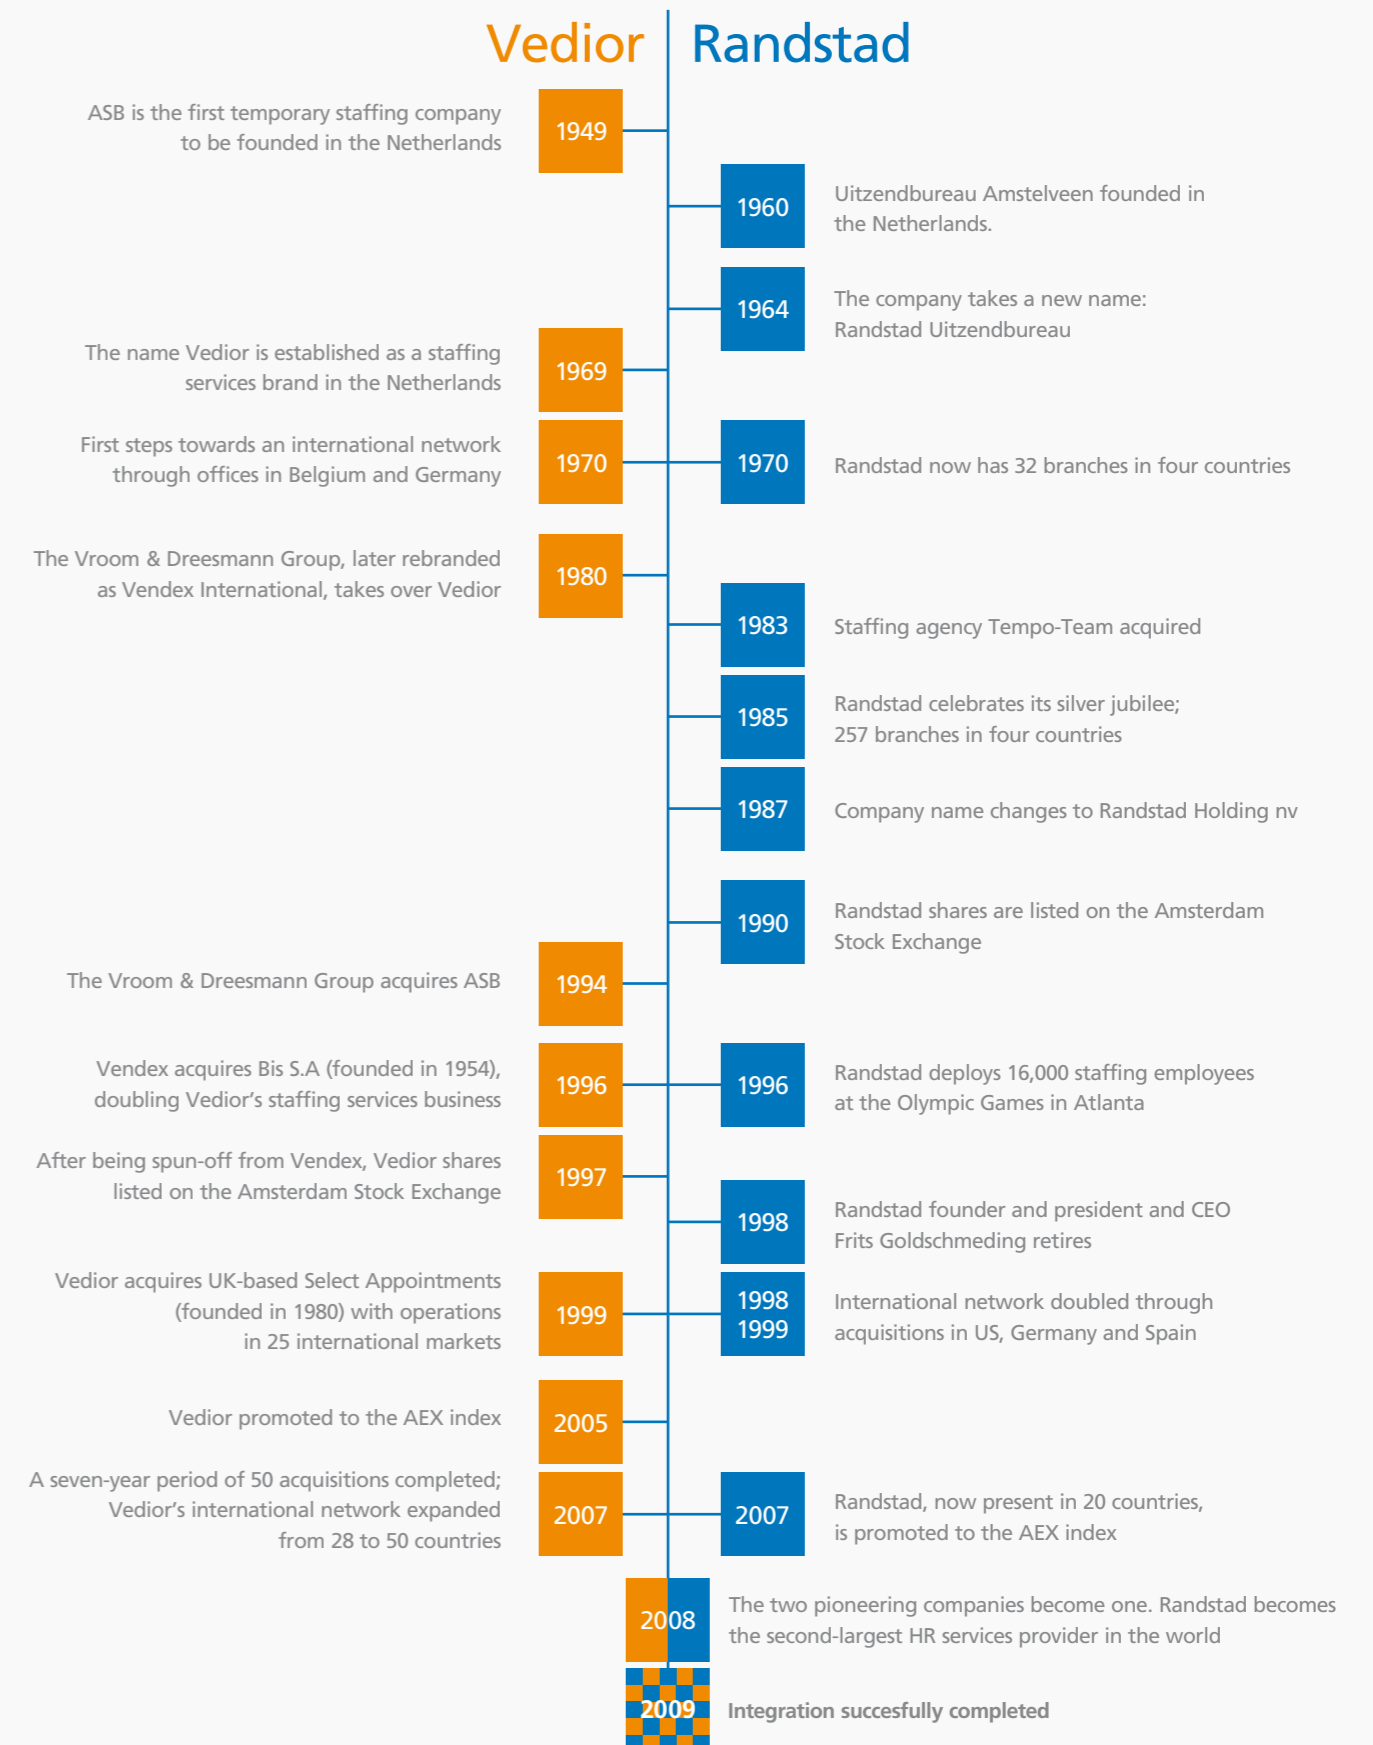 Vedior
Randstad
ASB is the first temporary staffing company
to be founded in the Netherlands
1949
1960
Uitzendbureau Amstelveen founded in
the Netherlands.
1964
The company takes a new name:
Randstad Uitzendbureau
The name Vedior is established as a staffing
services brand in the Netherlands
1969
First steps towards an international network
through offices in Belgium and Germany
1970
1970
Randstad now has 32 branches in four countries
The Vroom & Dreesmann Group, later rebranded
as Vendex International, takes over Vedior
1980
1983
Staffing agency Tempo-Team acquired
1985
Randstad celebrates its silver jubilee;
257 branches in four countries
1987
Company name changes to Randstad Holding nv
1990
Randstad shares are listed on the Amsterdam
Stock Exchange
The Vroom & Dreesmann Group acquires ASB
1994
Vendex acquires Bis S.A (founded in 1954),
doubling Vedior’s staffing services business
1996
1996
Randstad deploys 16,000 staffing employees
at the Olympic Games in Atlanta
After being spun-off from Vendex, Vedior shares
listed on the Amsterdam Stock Exchange
1997
1998
Randstad founder and president and CEO
Frits Goldschmeding retires
Vedior acquires UK-based Select Appointments
(founded in 1980) with operations
in 25 international markets
1999
1998
1999
International network doubled through
acquisitions in US, Germany and Spain
Vedior promoted to the AEX index
2005
A seven-year period of 50 acquisitions completed;
Vedior’s international network expanded
from 28 to 50 countries
2007
2007
Randstad, now present in 20 countries,
is promoted to the AEX index
2008
The two pioneering companies become one. Randstad becomes
the second-largest HR services provider in the world
2009
Integration succesfully completed